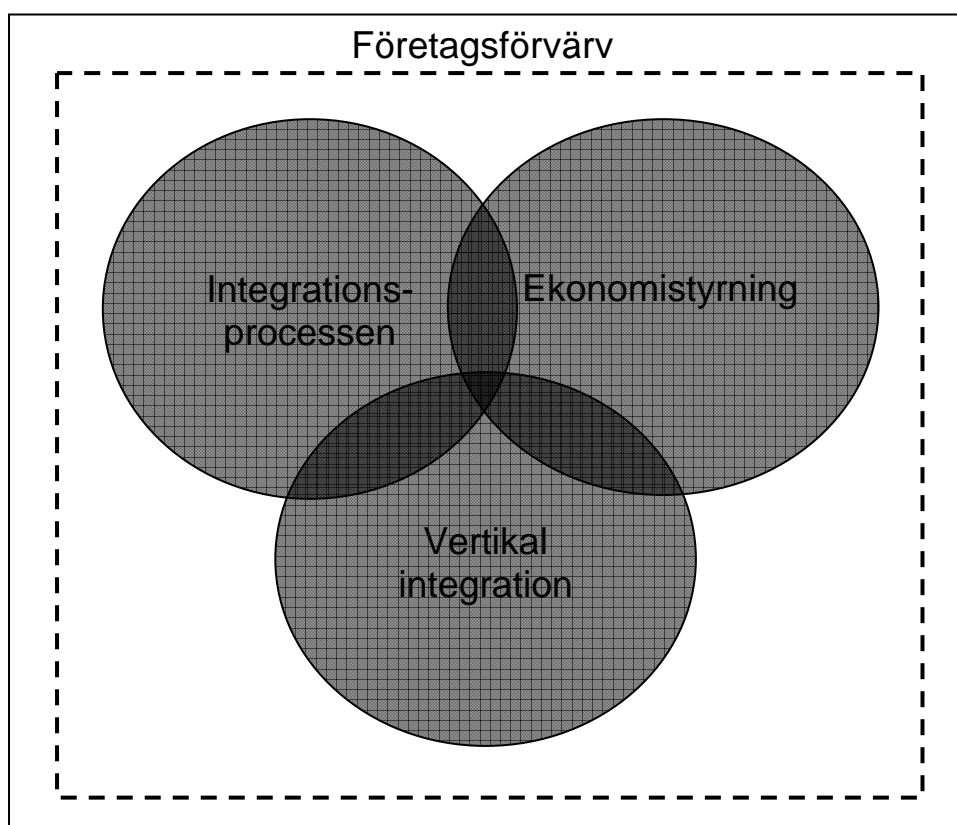 Företagsförvärv
Integrations-
processen
Ekonomistyrning
Vertikal
integration